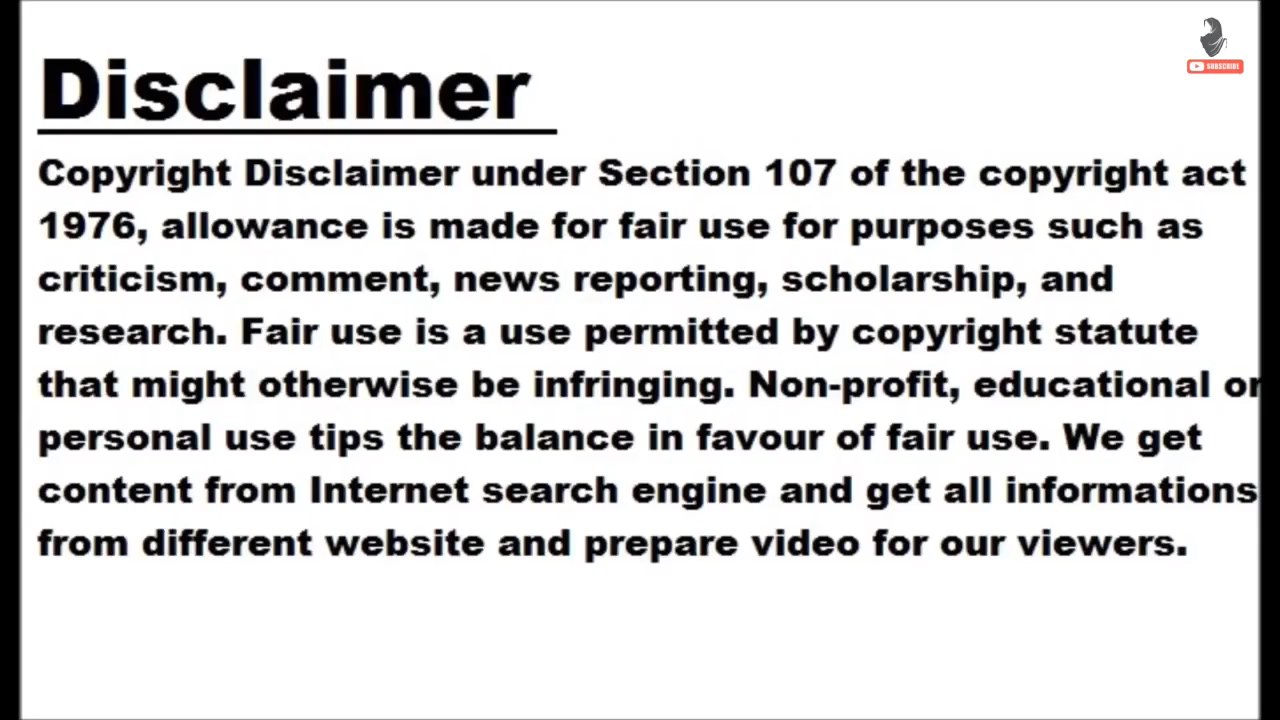 SUBSCRIBE
Disclaimer
Copyright Disclaimer under Section 107 of the copyright act
1976, allowance is made for fair use for purposes such as
criticism, comment, news reporting, scholarship, and
research. Fair use is a use permitted by copyright statute
that might otherwise be infringing. Non-profit, educational or
personal use tips the balance in favour of fair use. We get
content from Internet search engine and get all informations
from different website and prepare video for our viewers.